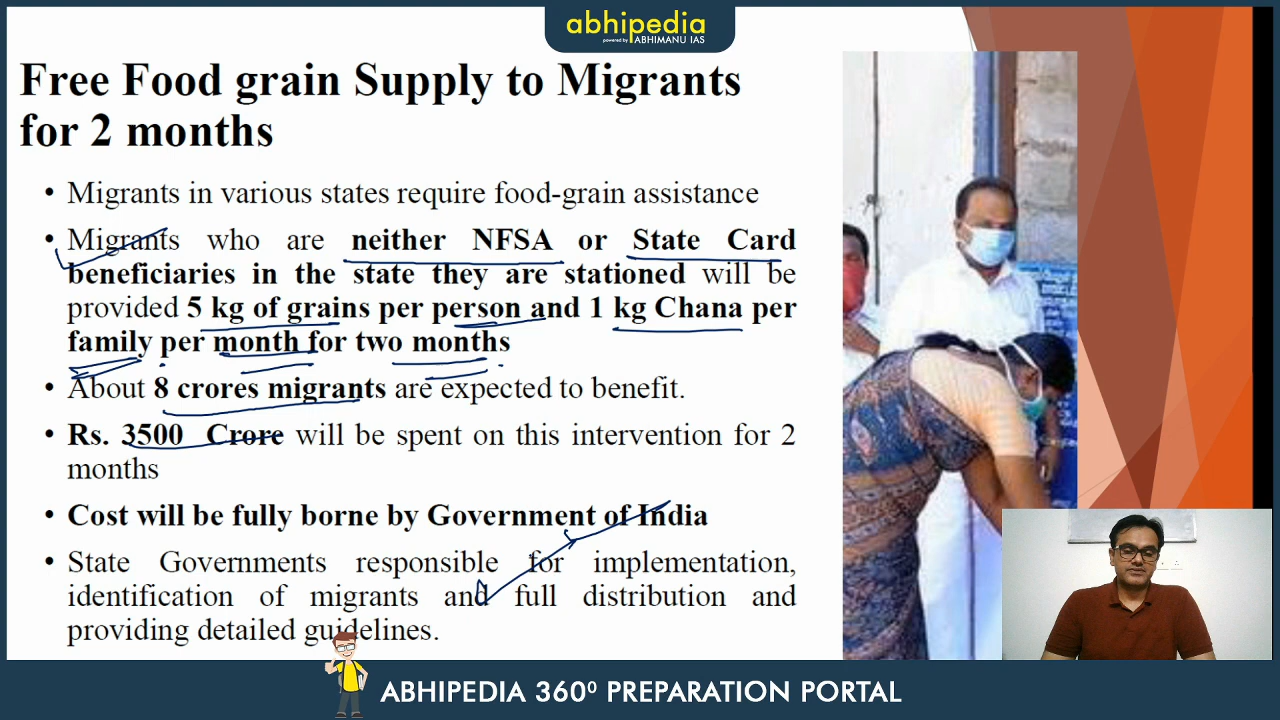 abhipedia
powered by ABHIMANU IAS
Free Food grain Supply to Migrants
for 2 months
• Migrants in various states require food-grain assistance
• Migrants who are neither NFSA or State Card
beneficiaries in the state they are stationed will be
provided 5 kg of grains per person and 1 kg Chana per
family per month for two months
• About 8 crores migrants are expected to benefit.
• Rs. 3500 Crore will be spent on this intervention for 2
months
• Cost will be fully borne by Government of India
• State Governments responsible for implementation,
identification of migrants and full distribution and
providing detailed guidelines.
ABHIPEDIA 360⁰ PREPARATION PORTAL